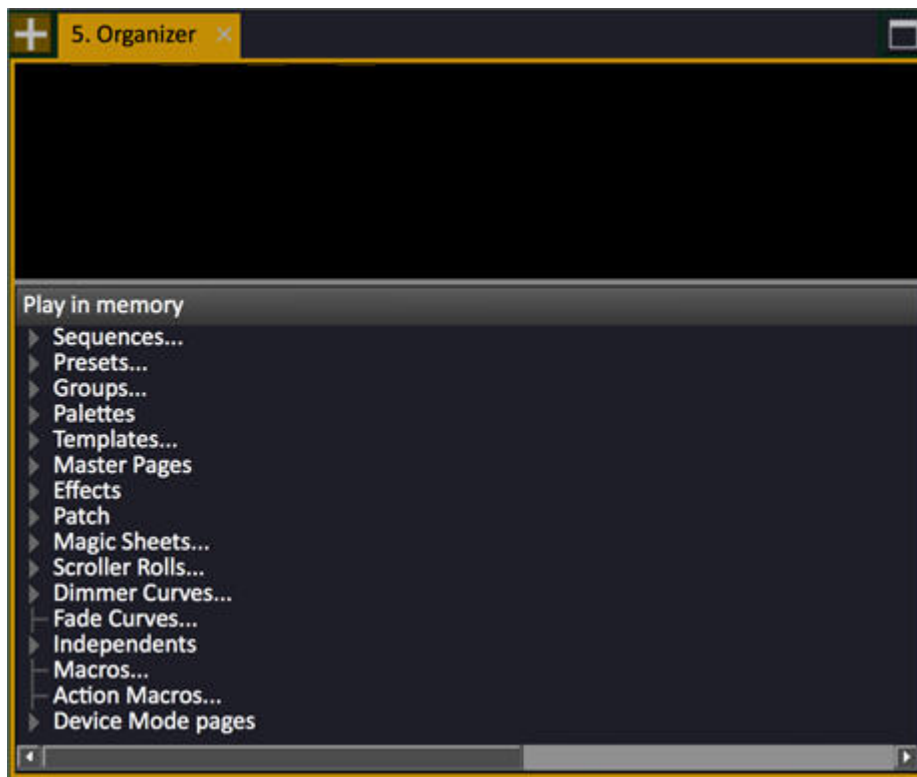 5. Organizer
Play in memory
Sequences...
Presets...
Groups...
Palettes
Templates...
Master Pages
Effects
Patch
Magic Sheets...
Scroller Rolls...
Dimmer Curves...
Fade Curves...
Independents
Macros...
Action Macros...
Device Mode pages